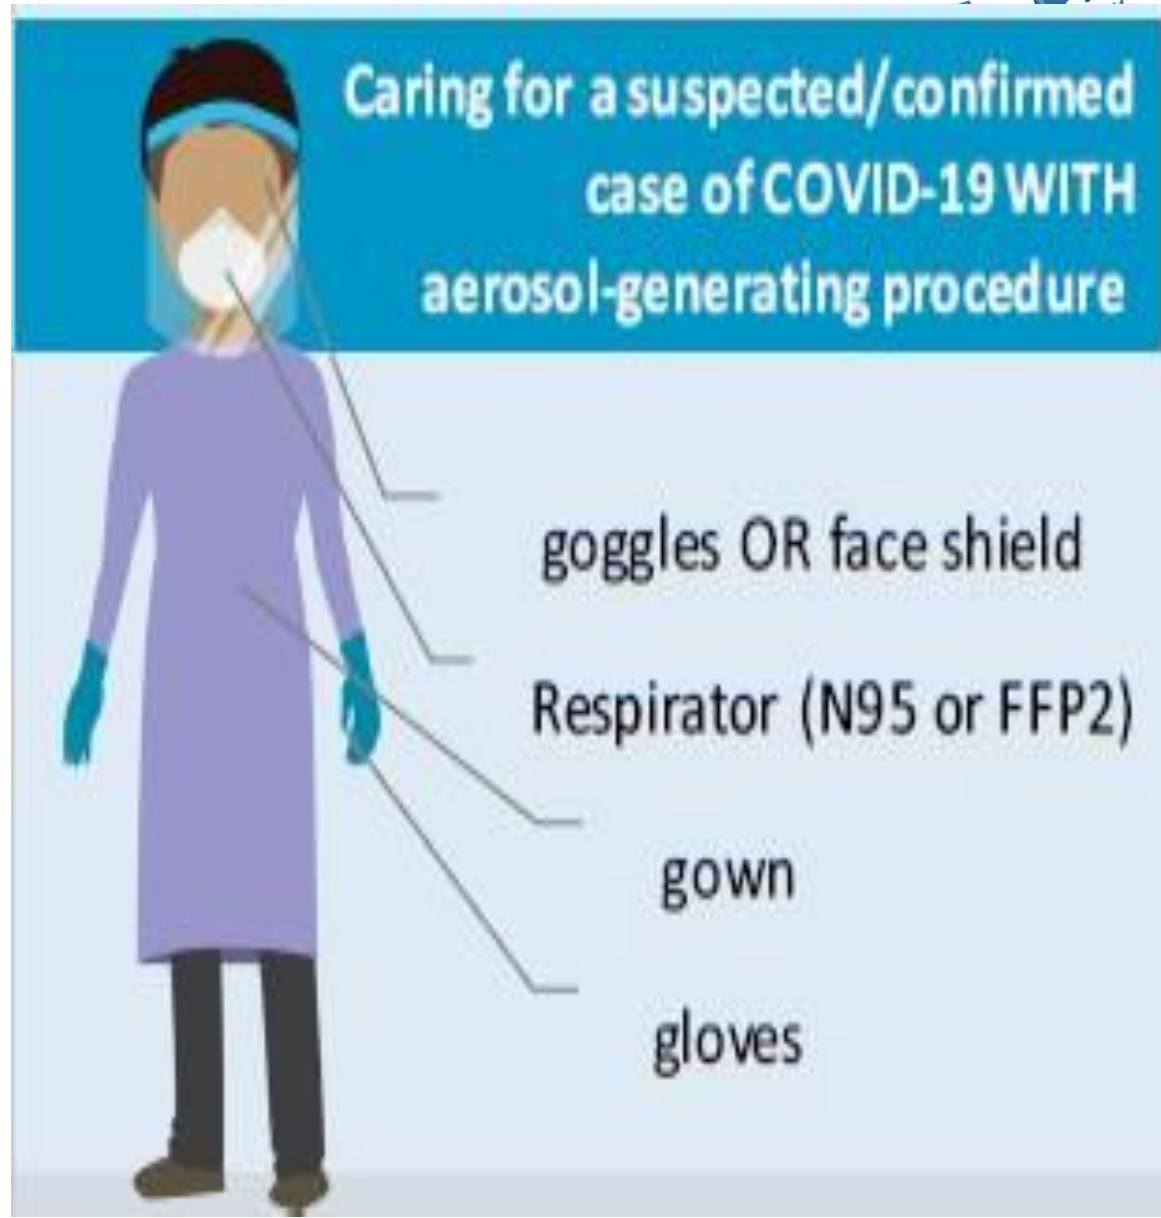 Caring for a suspected/confirmed
case of COVID-19 WITH
aerosol-generating procedure
goggles OR face shield
Respirator (N95 or FFP2)
gown
gloves